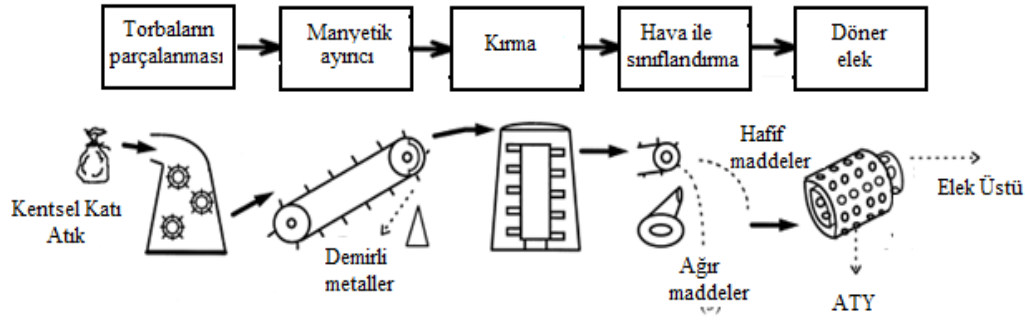 Torbaların
parçalanması
Manyetik
ayırıcı
Kırma
Hava ile
sınıflandırma
Döner
elek
Hafif
maddeler
Elek Üstü
Kentsel Katı
Atık
Demirli
metaller
Ağır
maddeler
ATY